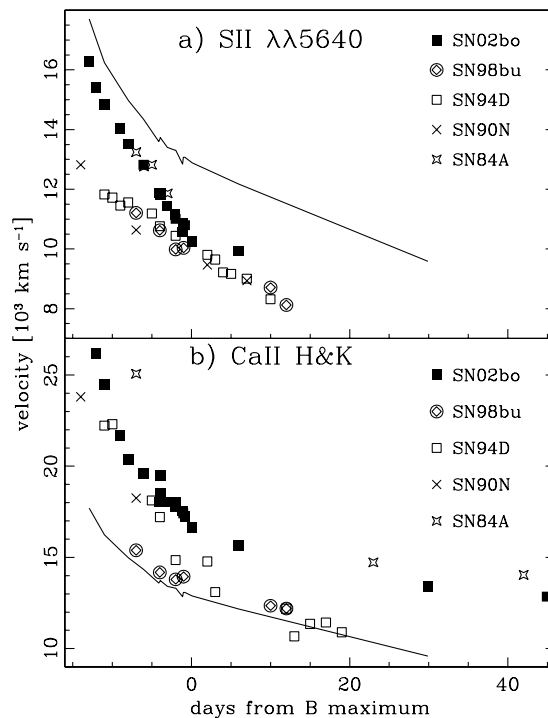 a) SII λλ5640
SN02bo
SN98bu
SN94D
SN90N
SN84A
16
14
12
10
8
velocity [10³ km s⁻¹]
b) CaII H&K
SN02bo
SN98bu
SN94D
SN90N
SN84A
25
20
15
10
0 20 40
days from B maximum